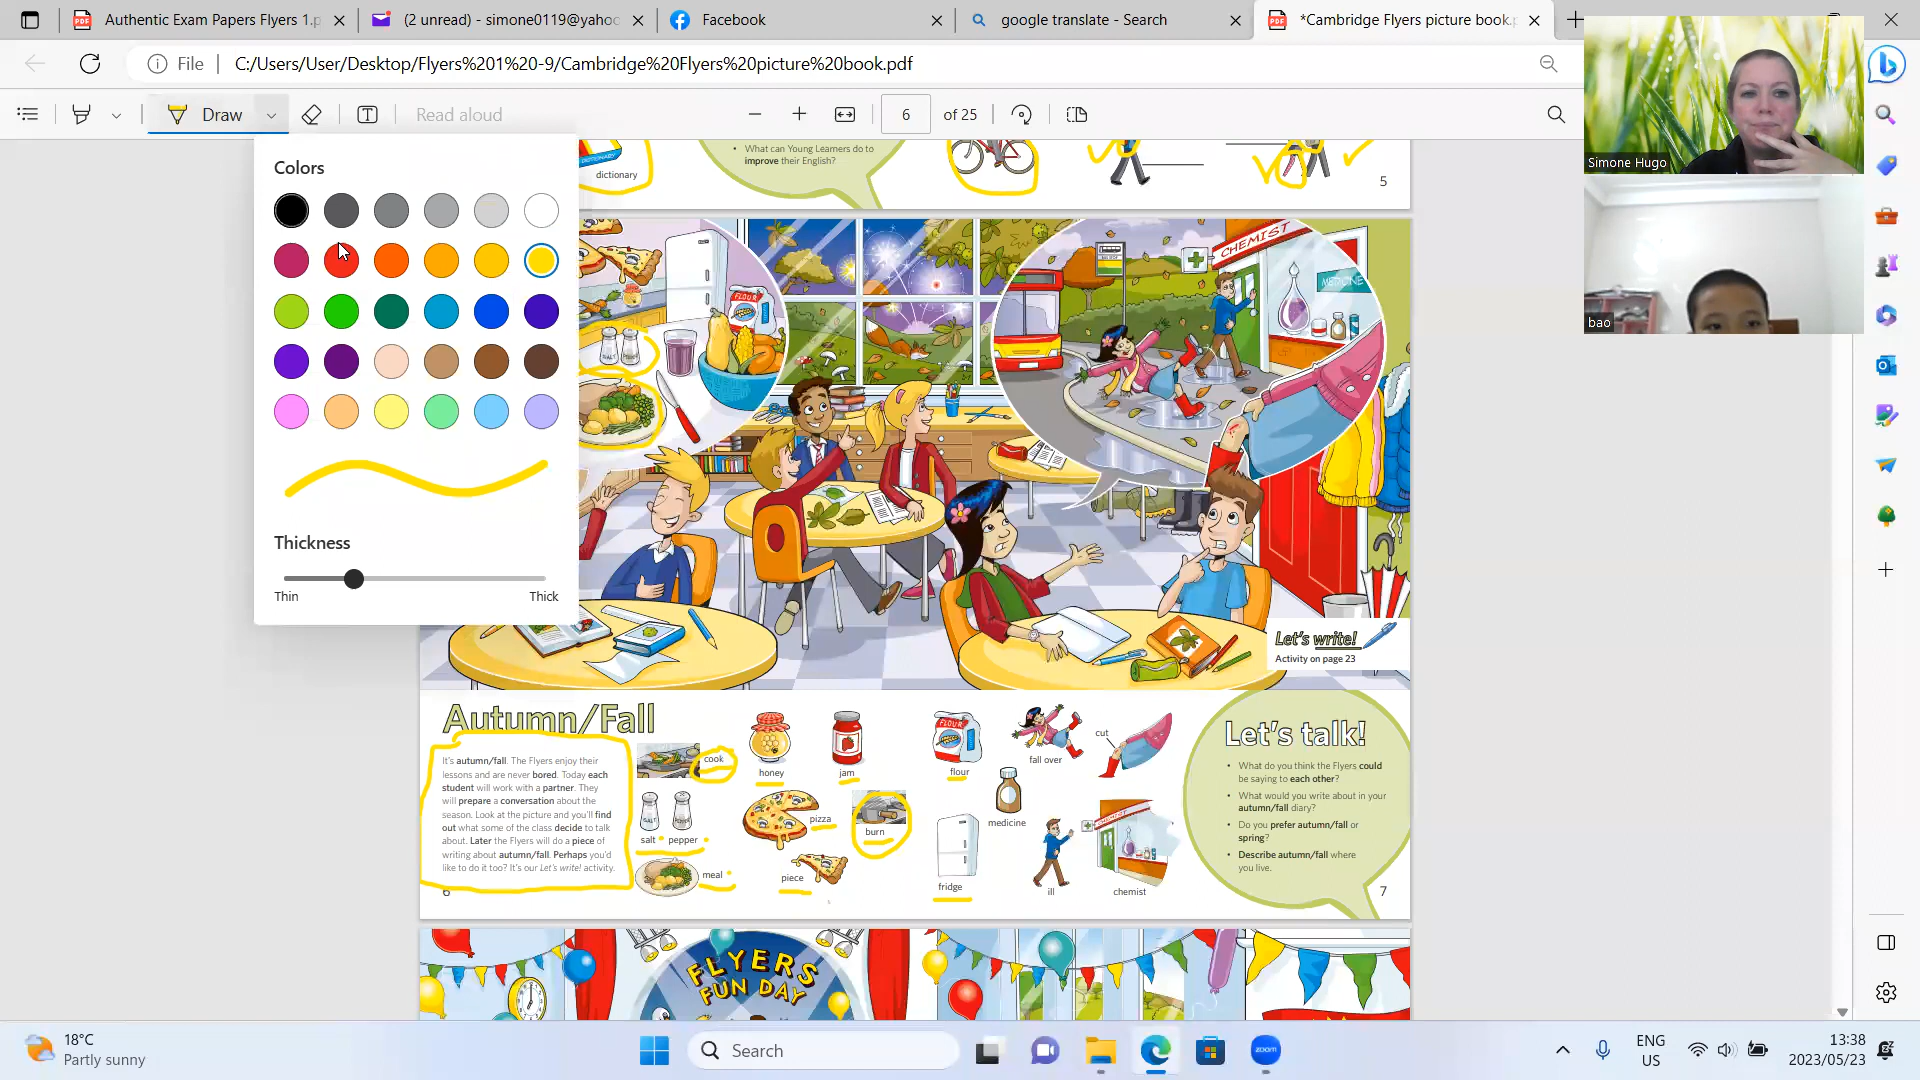 Authentic Exam Papers Flyers 1.p
(2 unread) - simone0119@yahoo
Facebook
google translate - Search
*Cambridge Flyers picture book.p
File
C:/Users/User/Desktop/Flyers%201%20-9/Cambridge%20Flyers%20picture%20book.pdf
Draw
Read aloud
6 of 25
Simone Hugo
bao
Colors
Thickness
Thin
Thick
dictionary
• What can Young Learners do to
improve their English?
5
CHEMIST
MEDICINE
FLOUR
Let's write!
Activity on page 23
Autumn/Fall
It's autumn/fall. The Flyers enjoy their
lessons and are never bored. Today each
student will work with a partner. They
will prepare a conversation about the
season. Look at the picture and you'll find
out what some of the class decide to talk
about. Later the Flyers will do a piece of
writing about autumn/fall. Perhaps you'd
like to do it too? It's our Let's write! activity.
6
cook
honey
jam
salt
pepper
pizza
burn
meal
piece
FLOUR
flour
fall over
cut
medicine
fridge
ill
chemist
Let's talk!
• What do you think the Flyers could
be saying to each other?
• What would you write about in your
autumn/fall diary?
• Do you prefer autumn/fall or
spring?
• Describe autumn/fall where
you live.
7
FLYERS
FUN DAY
18°C
Partly sunny
Search
zoom
ENG
US
13:38
2023/05/23